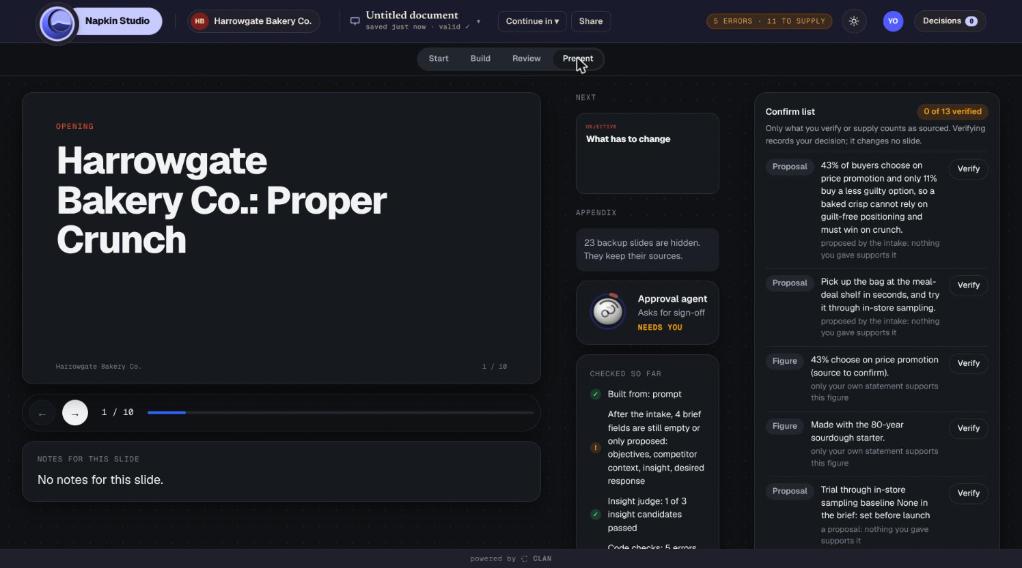 Napkin Studio
HB Harrowgate Bakery Co.
Untitled document
saved just now · valid ✓
Continue in ▾
Share
5 ERRORS · 11 TO SUPPLY
YO
Decisions 0
Start
Build
Review
Present
OPENING
Harrowgate
Bakery Co.: Proper
Crunch
Harrowgate Bakery Co.
1 / 10
←
→
1 / 10
NOTES FOR THIS SLIDE
No notes for this slide.
NEXT
OBJECTIVE
What has to change
APPENDIX
23 backup slides are hidden.
They keep their sources.
Approval agent
Asks for sign-off
NEEDS YOU
CHECKED SO FAR
Built from: prompt
After the intake, 4 brief
fields are still empty or
only proposed:
objectives, competitor
context, insight, desired
response
Insight judge: 1 of 3
insight candidates
passed
Code checks: 5 errors
Confirm list
0 of 13 verified
Only what you verify or supply counts as sourced. Verifying
records your decision; it changes no slide.
Proposal
43% of buyers choose on
price promotion and only 11%
buy a less guilty option, so a
baked crisp cannot rely on
guilt-free positioning and
must win on crunch.
proposed by the intake: nothing
you gave supports it
Verify
Proposal
Pick up the bag at the meal-
deal shelf in seconds, and try
it through in-store sampling.
proposed by the intake: nothing
you gave supports it
Verify
Figure
43% choose on price promotion
(source to confirm).
only your own statement supports
this figure
Verify
Figure
Made with the 80-year
sourdough starter.
only your own statement supports
this figure
Verify
Proposal
Trial through in-store
sampling baseline None in
the brief: set before launch
a proposal: nothing you gave
supports it
Verify
powered by CLAN